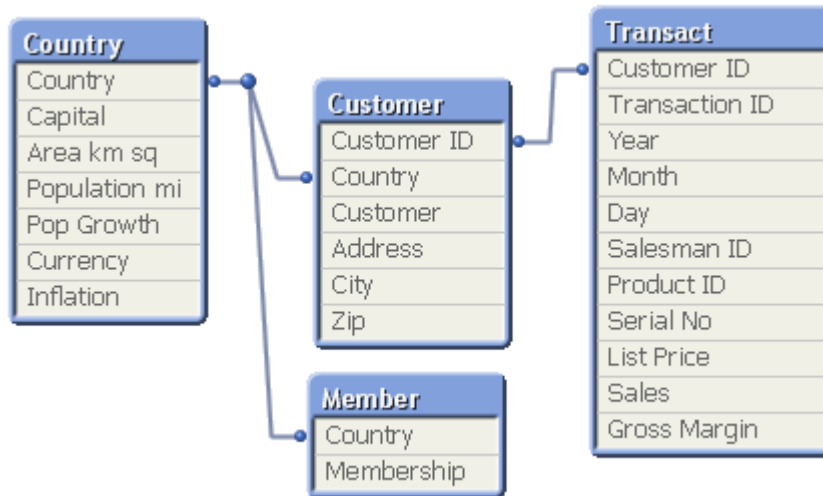 Country
Country
Capital
Area km sq
Population mi
Pop Growth
Currency
Inflation
Customer
Customer ID
Country
Customer
Address
City
Zip
Member
Country
Membership
Transact
Customer ID
Transaction ID
Year
Month
Day
Salesman ID
Product ID
Serial No
List Price
Sales
Gross Margin